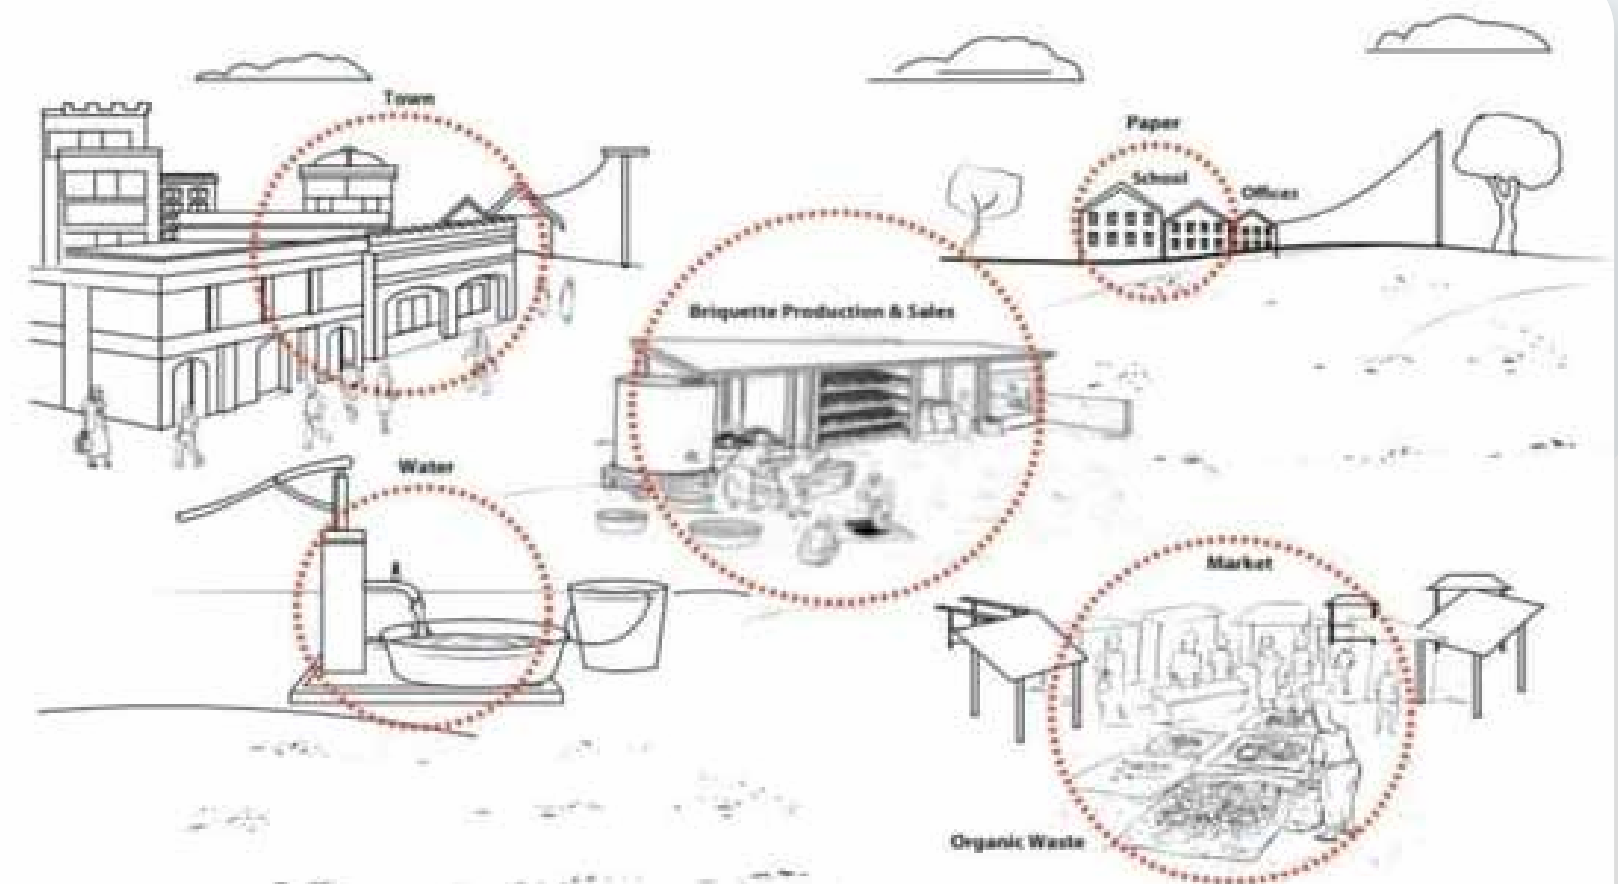 Town
Paper
School
Offices
Briquette Production & Sales
Water
Market
Organic Waste